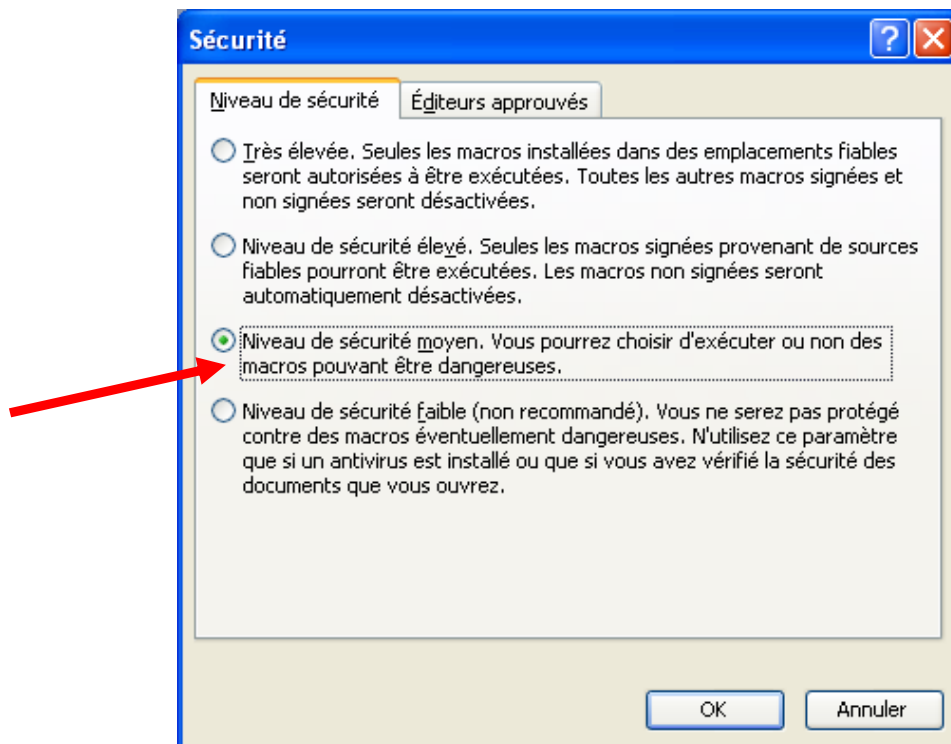 Sécurité
Niveau de sécurité
Éditeurs approuvés
Très élevée. Seules les macros installées dans des emplacements fiables
seront autorisées à être exécutées. Toutes les autres macros signées et
non signées seront désactivées.
Niveau de sécurité élevé. Seules les macros signées provenant de sources
fiables pourront être exécutées. Les macros non signées seront
automatiquement désactivées.
Niveau de sécurité moyen. Vous pourrez choisir d'exécuter ou non des
macros pouvant être dangereuses.
Niveau de sécurité faible (non recommandé). Vous ne serez pas protégé
contre des macros éventuellement dangereuses. N'utilisez ce paramètre
que si un antivirus est installé ou que si vous avez vérifié la sécurité des
documents que vous ouvrez.
OK
Annuler